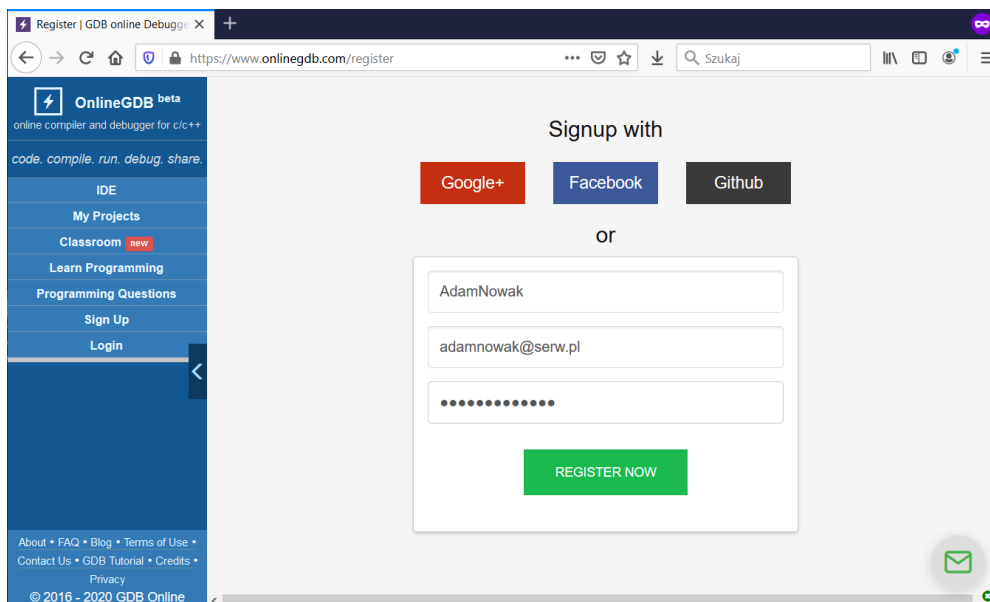 Register | GDB online Debugge
https://www.onlinegdb.com/register
Szukaj
OnlineGDB beta
online compiler and debugger for c/c++
code. compile. run. debug. share.
IDE
My Projects
Classroom new
Learn Programming
Programming Questions
Sign Up
Login
About • FAQ • Blog • Terms of Use •
Contact Us • GDB Tutorial • Credits •
Privacy
© 2016 - 2020 GDB Online
Signup with
Google+ Facebook Github
or
AdamNowak
adamnowak@serw.pl
•••••••••••••
REGISTER NOW